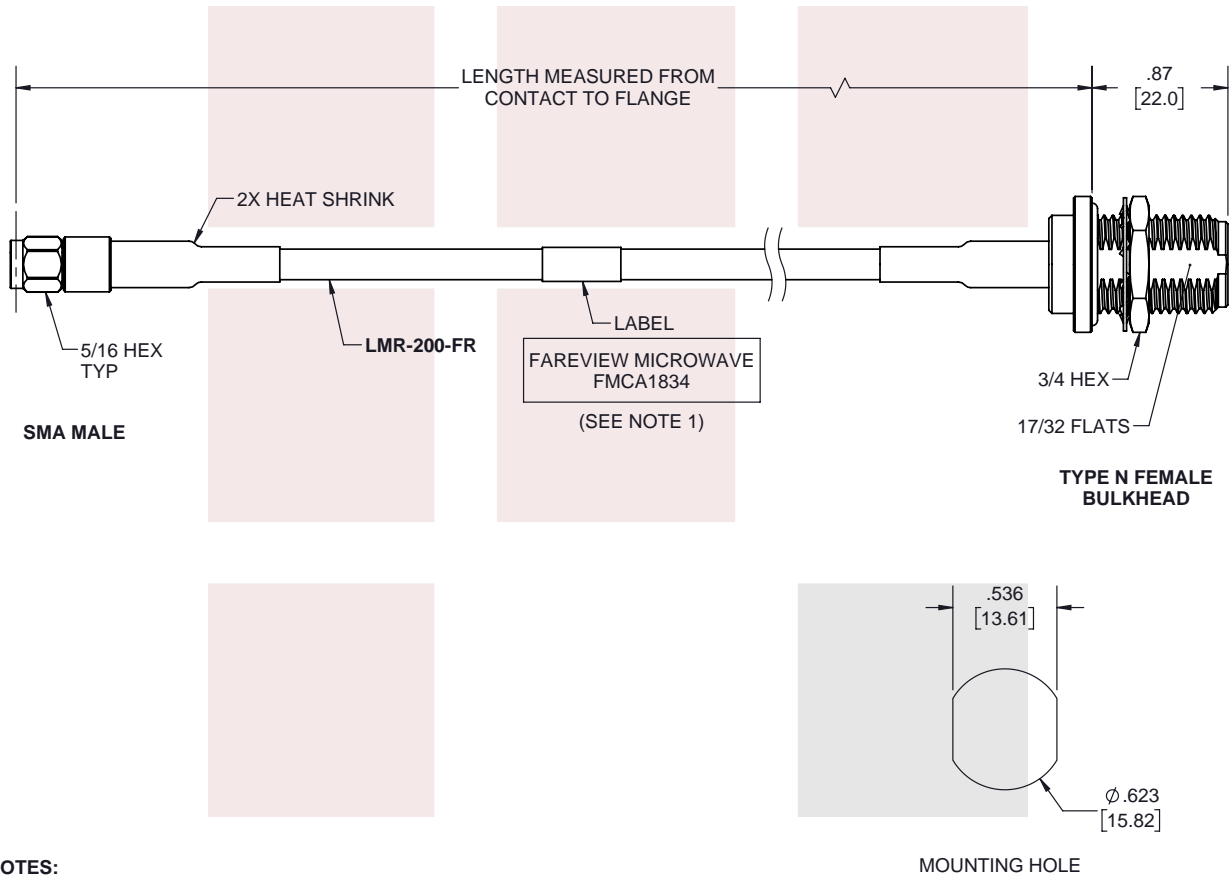 LENGTH MEASURED FROM
CONTACT TO FLANGE
.87
[22.0]
2X HEAT SHRINK
5/16 HEX
TYP
LMR-200-FR
LABEL
FAREVIEW MICROWAVE
FMCA1834
(SEE NOTE 1)
3/4 HEX
17/32 FLATS
SMA MALE
TYPE N FEMALE
BULKHEAD
.536
[13.61]
Ø.623
[15.82]
OTES:
MOUNTING HOLE